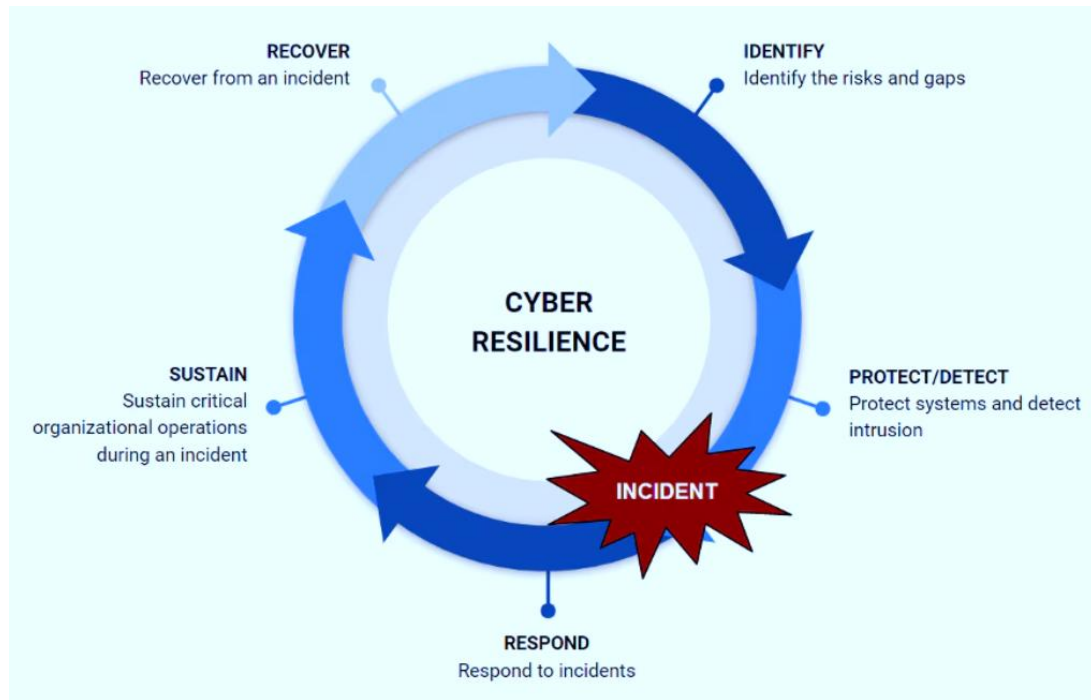 RECOVER
Recover from an incident
IDENTIFY
Identify the risks and gaps
CYBER
RESILIENCE
SUSTAIN
Sustain critical
organizational operations
during an incident
PROTECT/DETECT
Protect systems and detect
intrusion
INCIDENT
RESPOND
Respond to incidents